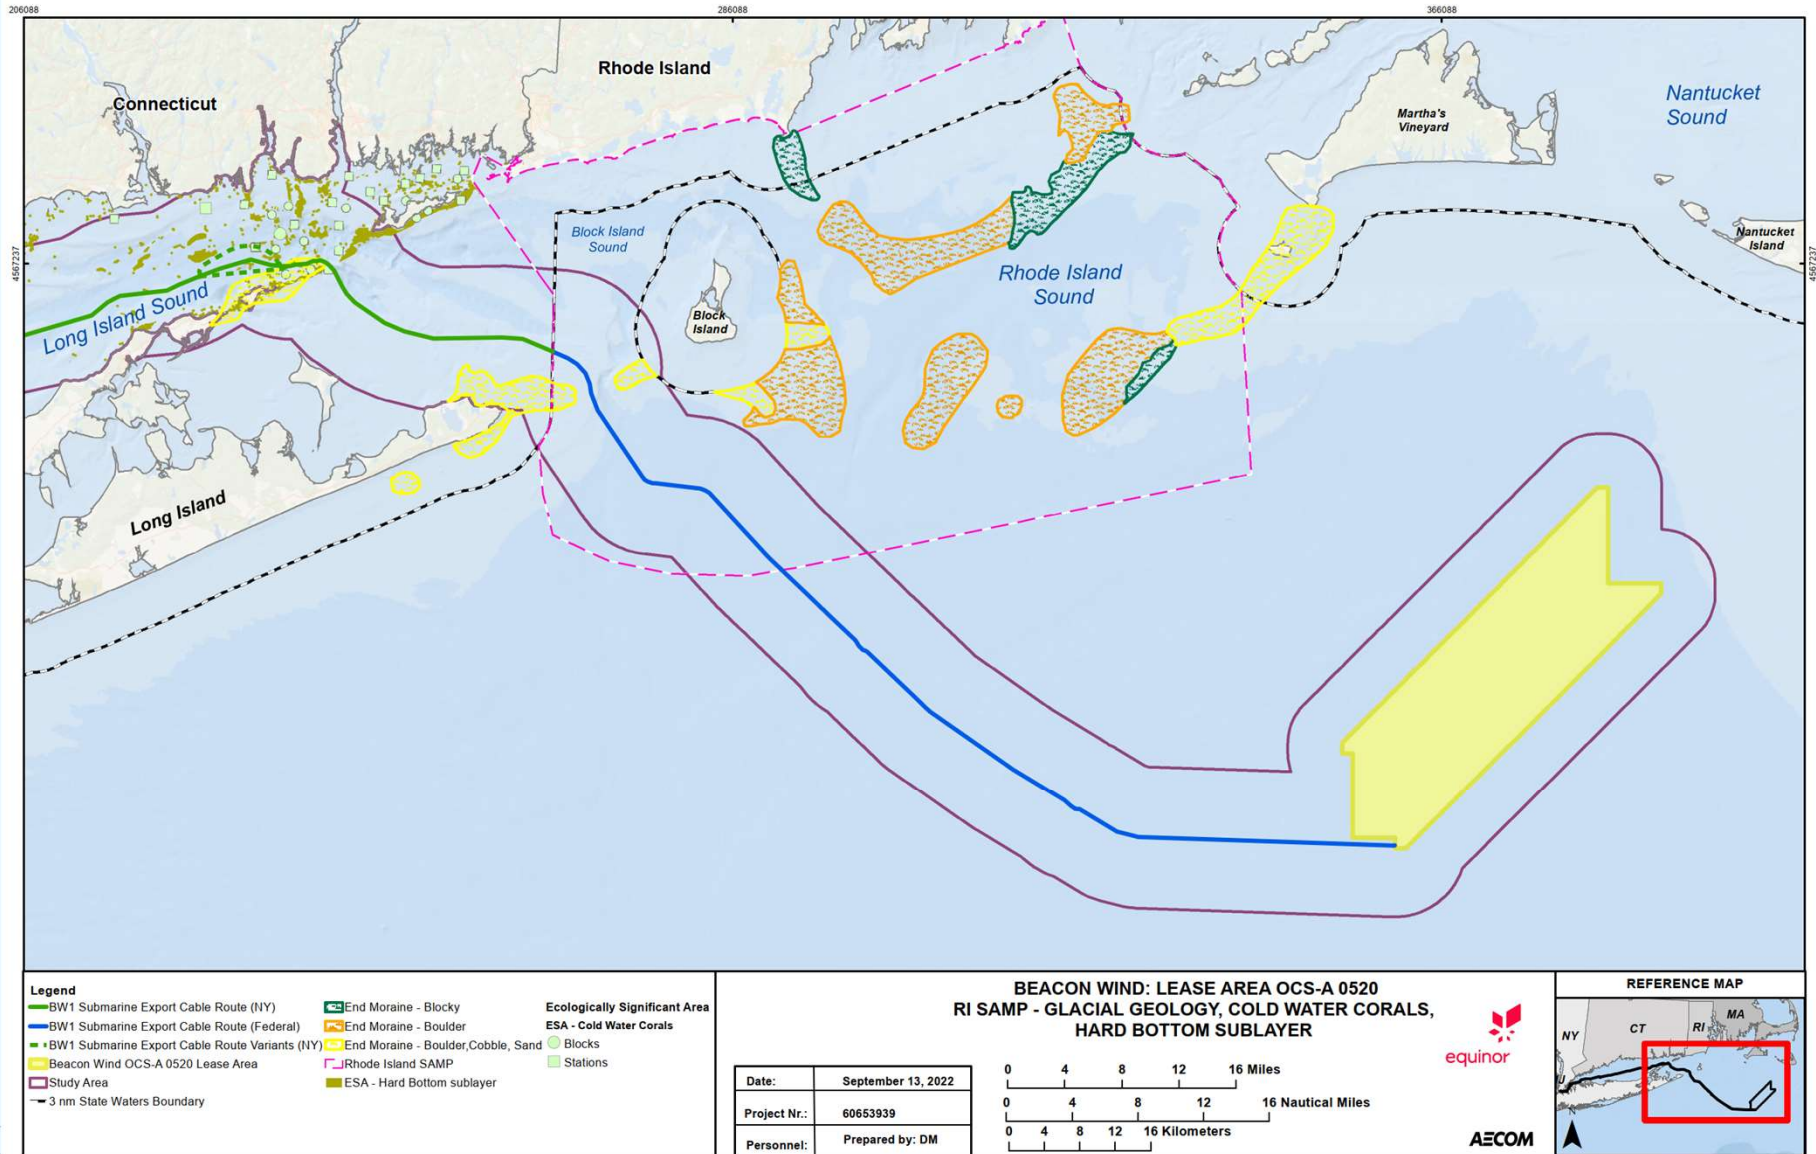 206088
286088
366088
4567237
4567237
Connecticut
Rhode Island
Martha's
Vineyard
Nantucket
Sound
Block Island
Sound
Nantucket
Island
Rhode Island
Sound
Long Island Sound
Block
Island
Long Island
Legend
BW1 Submarine Export Cable Route (NY)
BW1 Submarine Export Cable Route (Federal)
BW1 Submarine Export Cable Route Variants (NY)
Beacon Wind OCS-A 0520 Lease Area
Study Area
3 nm State Waters Boundary
End Moraine - Blocky
End Moraine - Boulder
End Moraine - Boulder,Cobble, Sand
Rhode Island SAMP
ESA - Hard Bottom sublayer
Ecologically Significant Area
ESA - Cold Water Corals
Blocks
Stations
BEACON WIND: LEASE AREA OCS-A 0520
RI SAMP - GLACIAL GEOLOGY, COLD WATER CORALS,
HARD BOTTOM SUBLAYER
Date: September 13, 2022
Project Nr.: 60653939
Personnel: Prepared by: DM
0 4 8 12 16 Miles
0 4 8 12 16 Nautical Miles
0 4 8 12 16 Kilometers
equinor
AECOM
REFERENCE MAP
NY
CT
RI
MA
N